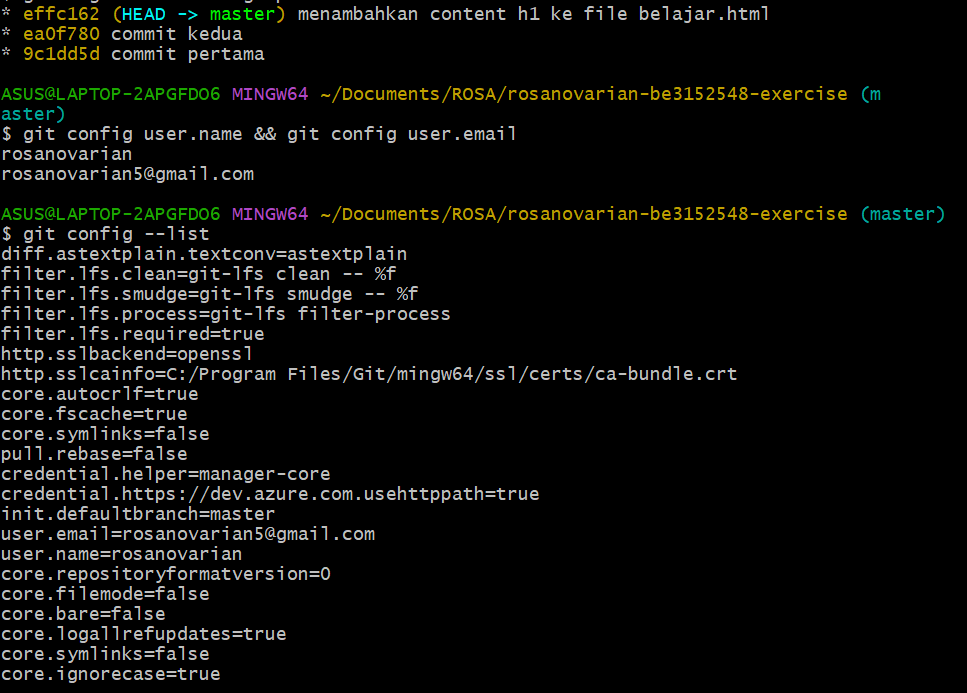 * effc162 (HEAD -> master) menambahkan content h1 ke file belajar.html
* ea0f780 commit kedua
* 9c1dd5d commit pertama
ASUS@LAPTOP-2APGFDO6 MINGW64 ~/Documents/ROSA/rosanovarian-be3152548-exercise (m
aster)
$ git config user.name && git config user.email
rosanovarian
rosanovarian5@gmail.com
ASUS@LAPTOP-2APGFDO6 MINGW64 ~/Documents/ROSA/rosanovarian-be3152548-exercise (master)
$ git config --list
diff.astextplain.textconv=astextplain
filter.lfs.clean=git-lfs clean -- %f
filter.lfs.smudge=git-lfs smudge -- %f
filter.lfs.process=git-lfs filter-process
filter.lfs.required=true
http.sslbackend=openssl
http.sslcainfo=C:/Program Files/Git/mingw64/ssl/certs/ca-bundle.crt
core.autocrlf=true
core.fscache=true
core.symlinks=false
pull.rebase=false
credential.helper=manager-core
credential.https://dev.azure.com.usehttppath=true
init.defaultbranch=master
user.email=rosanovarian5@gmail.com
user.name=rosanovarian
core.repositoryformatversion=0
core.filemode=false
core.bare=false
core.logallrefupdates=true
core.symlinks=false
core.ignorecase=true